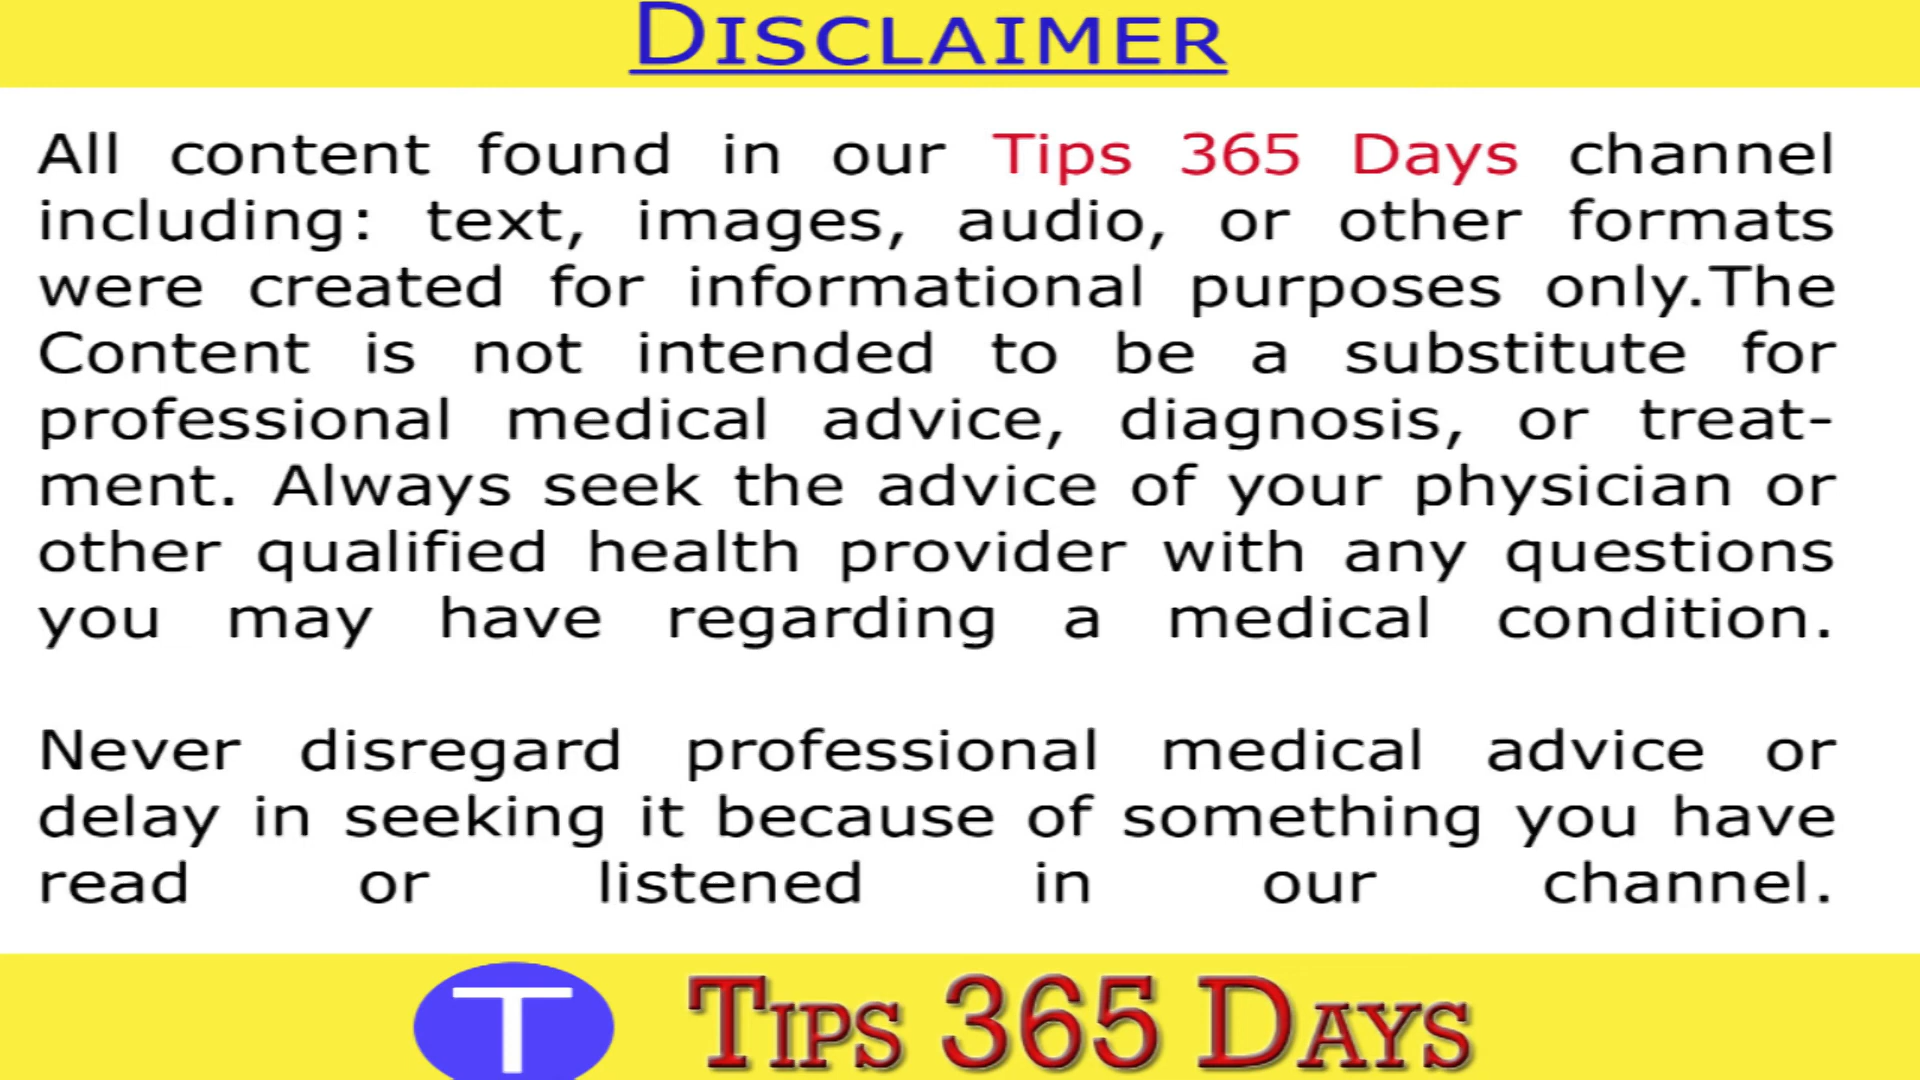 DISCLAIMER
All content found in our Tips 365 Days channel
including: text, images, audio, or other formats
were created for informational purposes only.The
Content is not intended to be a substitute for
professional medical advice, diagnosis, or treat-
ment. Always seek the advice of your physician or
other qualified health provider with any questions
you may have regarding a medical condition.
Never disregard professional medical advice or
delay in seeking it because of something you have
read or listened in our channel.
T TIPS 365 DAYS